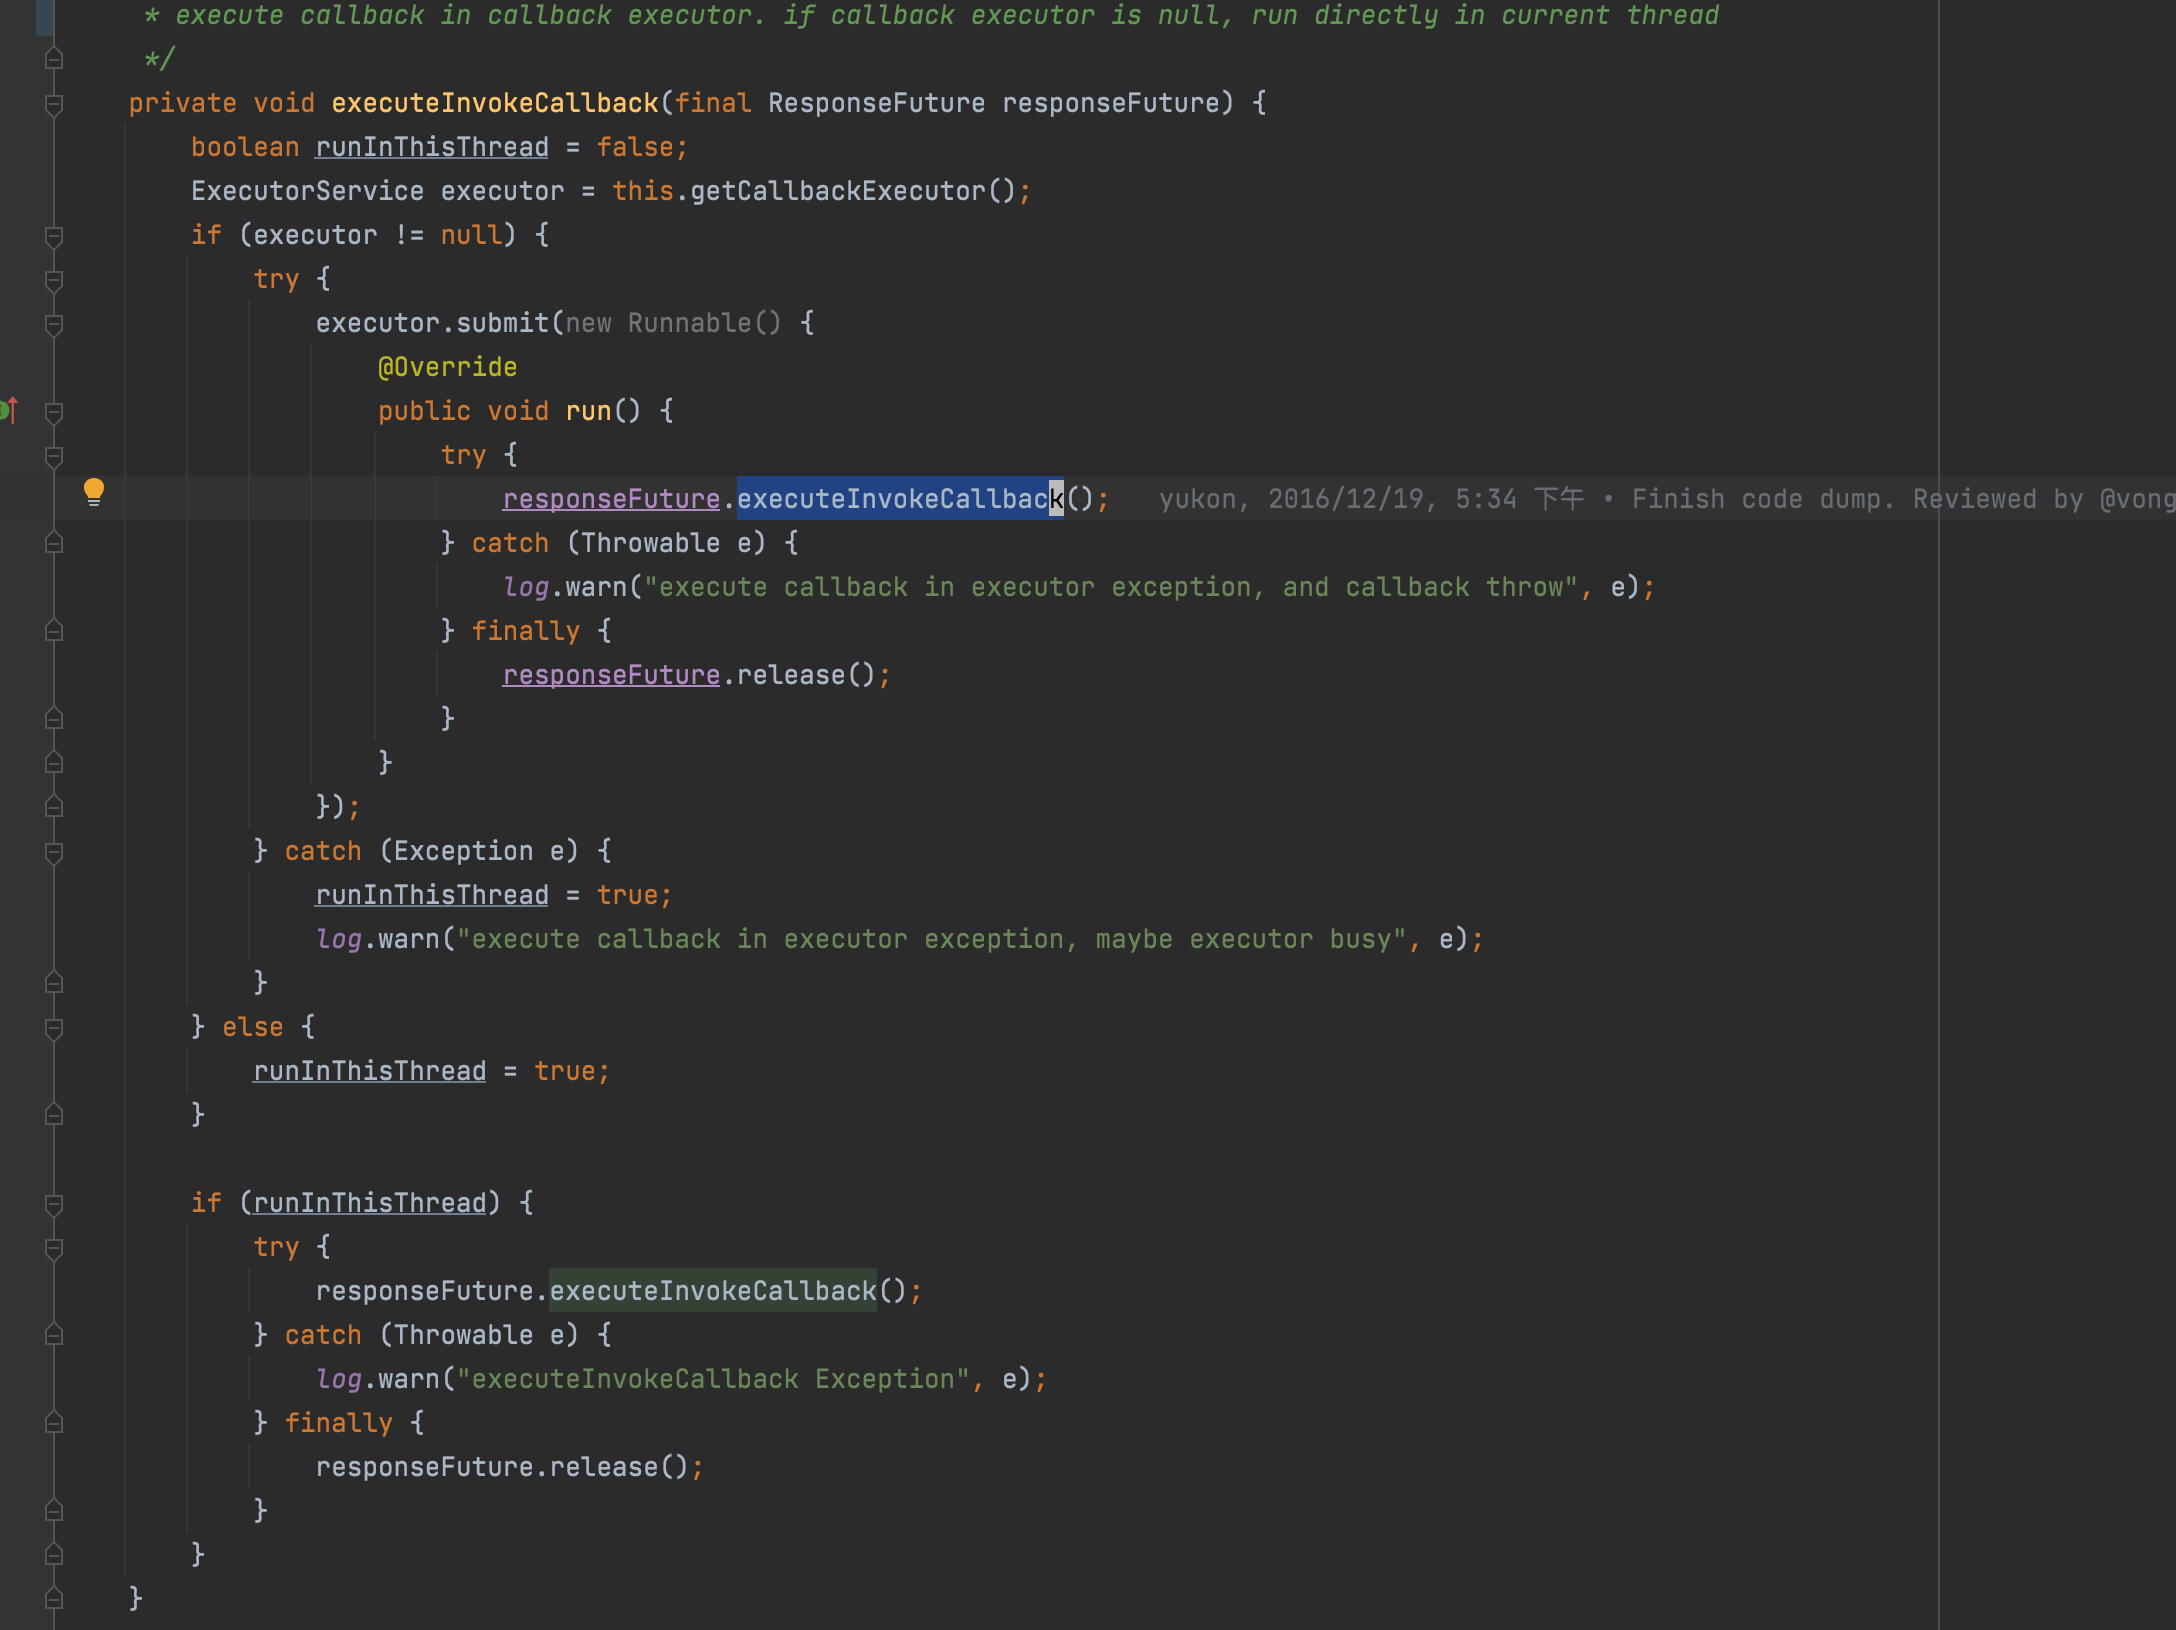 * execute callback in callback executor. if callback executor is null, run directly in current thread
*/
private void executeInvokeCallback(final ResponseFuture responseFuture) {
boolean runInThisThread = false;
ExecutorService executor = this.getCallbackExecutor();
if (executor != null) {
try {
executor.submit(new Runnable() {
@Override
public void run() {
try {
responseFuture.executeInvokeCallback(); yukon, 2016/12/19, 5:34 下午 • Finish code dump. Reviewed by @vong
} catch (Throwable e) {
log.warn("execute callback in executor exception, and callback throw", e);
} finally {
responseFuture.release();
}
}
});
} catch (Exception e) {
runInThisThread = true;
log.warn("execute callback in executor exception, maybe executor busy", e);
}
} else {
runInThisThread = true;
}
if (runInThisThread) {
try {
responseFuture.executeInvokeCallback();
} catch (Throwable e) {
log.warn("executeInvokeCallback Exception", e);
} finally {
responseFuture.release();
}
}
}